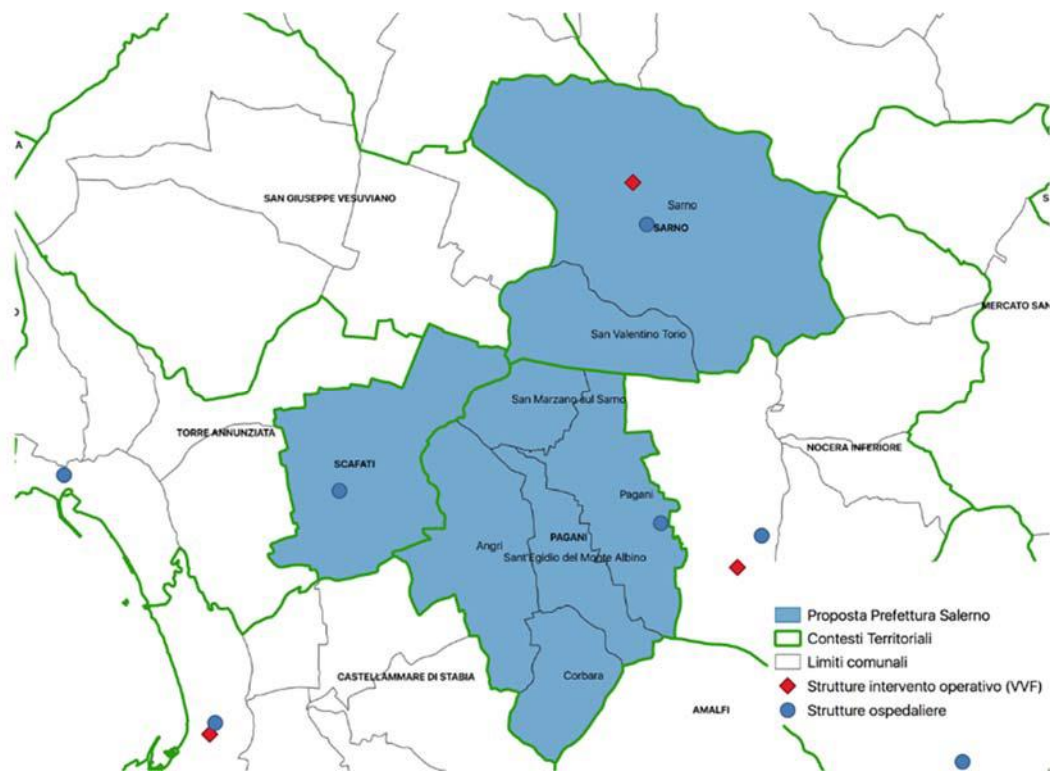 A
SAN GIUSEPPE VESUVIANO
S
Sarno
SARNO
O
MERCATO SAN
San Valentino Torio
San Marzano sul Sarno
TORRE ANNUNZIATA
NOCERA INFERIORE
SCAFATI
Pagani
PAGANI
Angri
Sant'Egidio del Monte Albino
Corbara
CASTELLAMMARE DI STABIA
AMALFI
Proposta Prefettura Salerno
Contesti Territoriali
Limiti comunali
Strutture intervento operativo (VVF)
Strutture ospedaliere